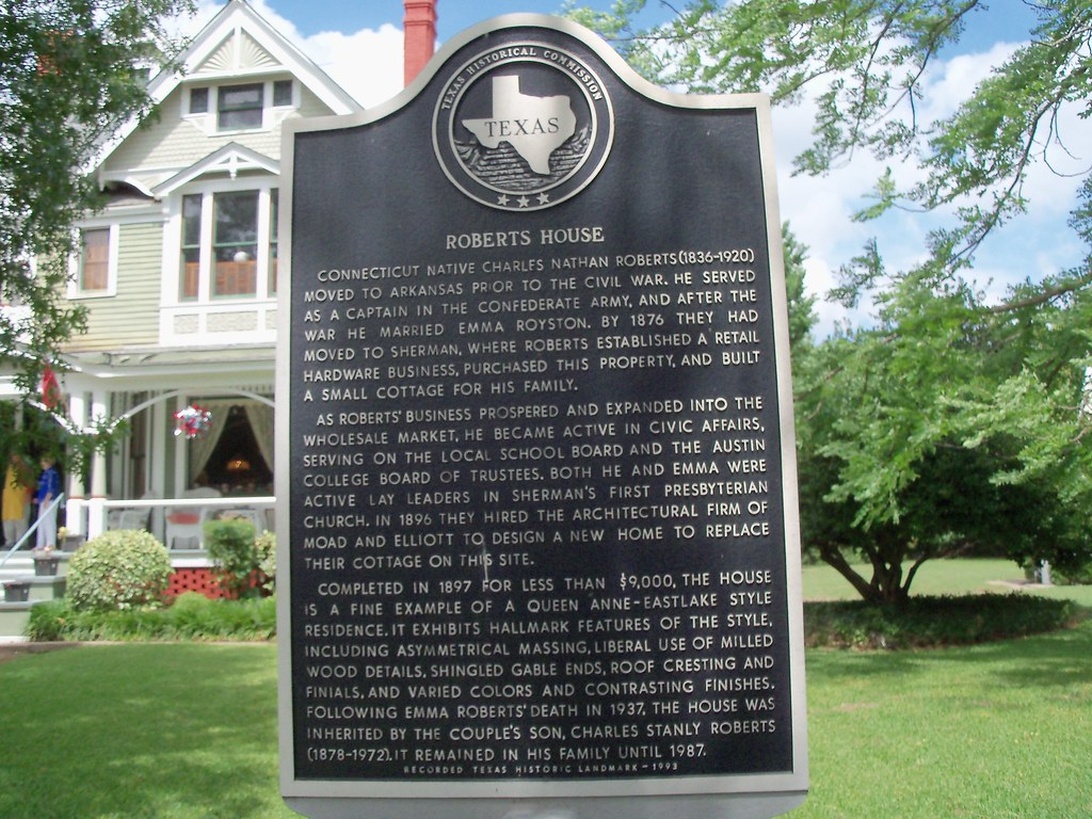 TEXAS HISTORICAL COMMISSION
TEXAS
ROBERTS HOUSE
CONNECTICUT NATIVE CHARLES NATHAN ROBERTS (1836-1920)
MOVED TO ARKANSAS PRIOR TO THE CIVIL WAR. HE SERVED
AS A CAPTAIN IN THE CONFEDERATE ARMY, AND AFTER THE
WAR HE MARRIED EMMA ROYSTON. BY 1876 THEY HAD
MOVED TO SHERMAN, WHERE ROBERTS ESTABLISHED A RETAIL
HARDWARE BUSINESS, PURCHASED THIS PROPERTY, AND BUILT
A SMALL COTTAGE FOR HIS FAMILY.
AS ROBERTS' BUSINESS PROSPERED AND EXPANDED INTO THE
WHOLESALE MARKET, HE BECAME ACTIVE IN CIVIC AFFAIRS,
SERVING ON THE LOCAL SCHOOL BOARD AND THE AUSTIN
COLLEGE BOARD OF TRUSTEES. BOTH HE AND EMMA WERE
ACTIVE LAY LEADERS IN SHERMAN'S FIRST PRESBYTERIAN
CHURCH. IN 1896 THEY HIRED THE ARCHITECTURAL FIRM OF
MOAD AND ELLIOTT TO DESIGN A NEW HOME TO REPLACE
THEIR COTTAGE ON THIS SITE.
COMPLETED IN 1897 FOR LESS THAN $9,000, THE HOUSE
IS A FINE EXAMPLE OF A QUEEN ANNE-EASTLAKE STYLE
RESIDENCE. IT EXHIBITS HALLMARK FEATURES OF THE STYLE,
INCLUDING ASYMMETRICAL MASSING, LIBERAL USE OF MILLED
WOOD DETAILS, SHINGLED GABLE ENDS, ROOF CRESTING AND
FINIALS, AND VARIED COLORS AND CONTRASTING FINISHES.
FOLLOWING EMMA ROBERTS' DEATH IN 1937, THE HOUSE WAS
INHERITED BY THE COUPLE'S SON, CHARLES STANLY ROBERTS
(1878-1972). IT REMAINED IN HIS FAMILY UNTIL 1987.
RECORDED TEXAS HISTORIC LANDMARK - 1993